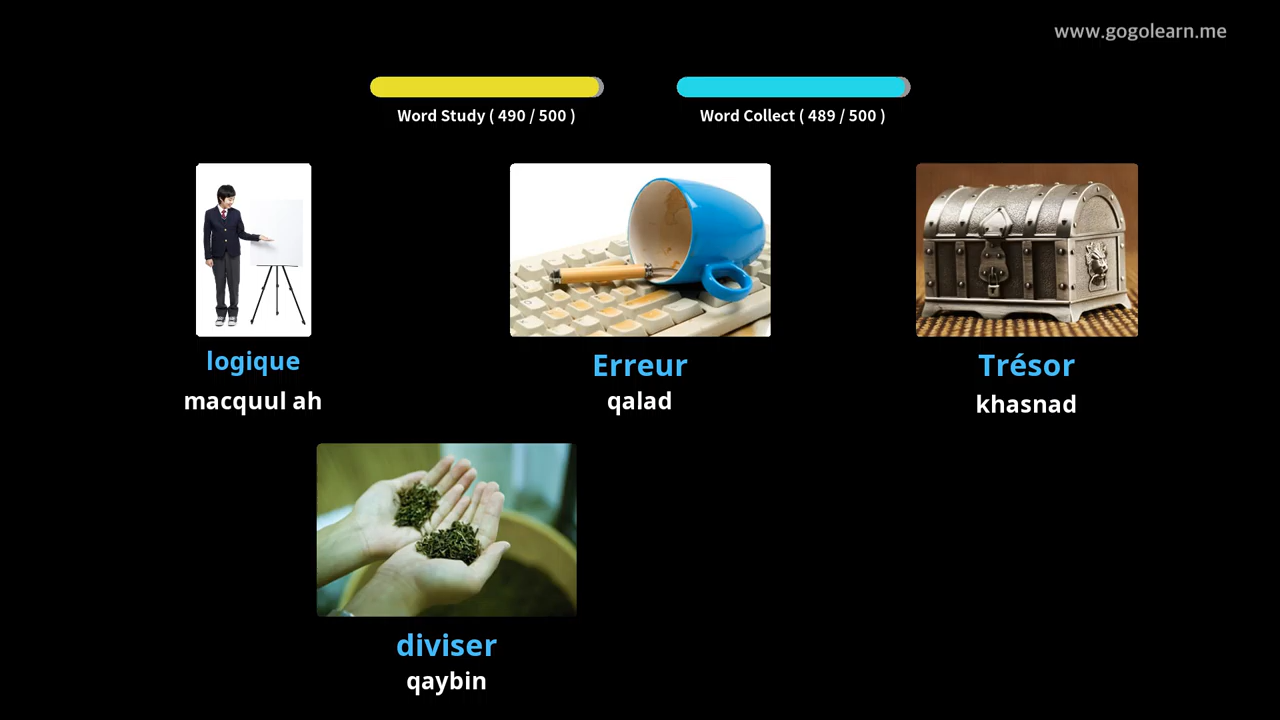 www.gogolearn.me
Word Study ( 490 / 500 )
Word Collect ( 489 / 500 )
logique
macquul ah
Erreur
qalad
Trésor
khasnad
diviser
qaybin